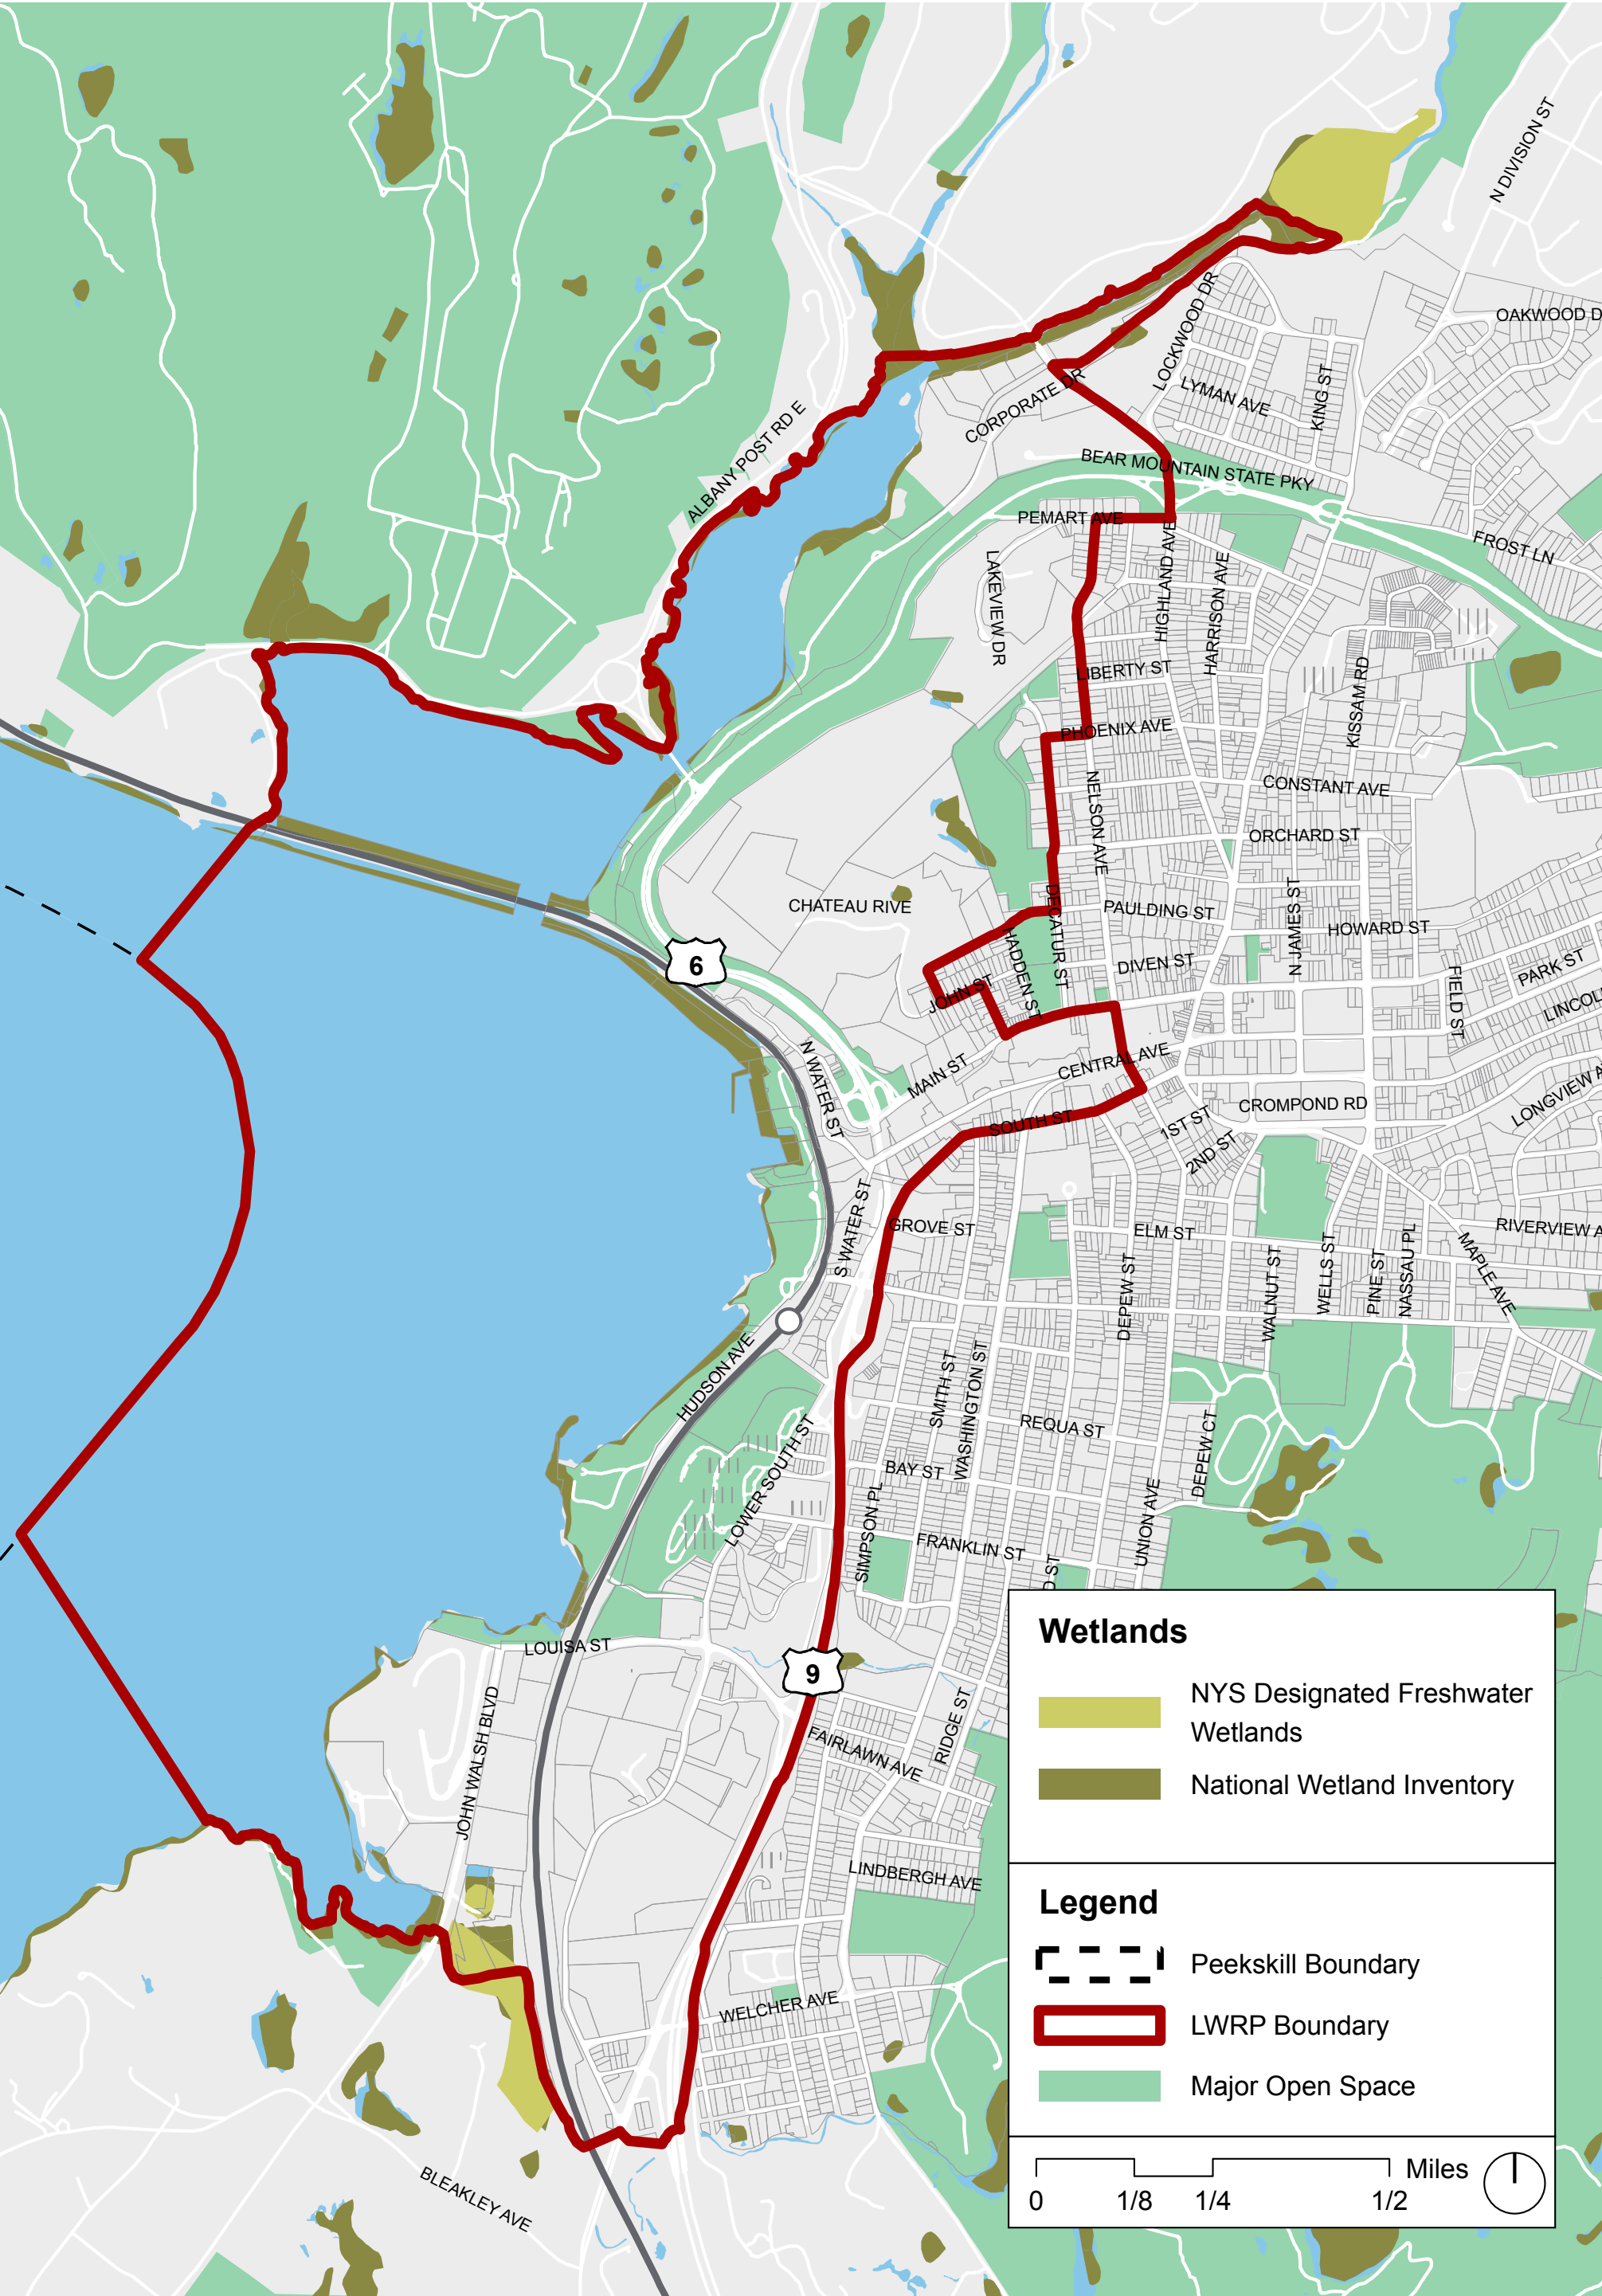 N DIVISION ST
OAKWOOD D
LOCKWOOD DR
LYMAN AVE
KING ST
CORPORATE DR
ALBANY POST RD E
BEAR MOUNTAIN STATE PKY
PEMART AVE
FROST LN
LAKEVIEW DR
HIGHLAND AVE
HARRISON AVE
LIBERTY ST
KISSAM RD
PHOENIX AVE
NELSON AVE
CONSTANT AVE
ORCHARD ST
CHATEAU RIVE
DECATUR ST
PAULDING ST
N JAMES ST
HOWARD ST
HADDEN ST
DIVEN ST
PARK ST
FIELD ST
6
JOHN ST
LINCOL
N WATER ST
MAIN ST
CENTRAL AVE
LONGVIEW A
CROMPOND RD
SOUTH ST
1ST ST
2ND ST
S WATER ST
GROVE ST
ELM ST
RIVERVIEW A
DEPEW ST
WALNUT ST
WELLS ST
PINE ST
NASSAU PL
MAPLE AVE
HUDSON AVE
SMITH ST
WASHINGTON ST
REQUA ST
DEPEW CT
LOWER SOUTH ST
BAY ST
SIMPSON PL
UNION AVE
FRANKLIN ST
D ST
LOUISA ST
9
JOHN WALSH BLVD
RIDGE ST
FAIRLAWN AVE
LINDBERGH AVE
WELCHER AVE
BLEAKLEY AVE
Wetlands
NYS Designated Freshwater
Wetlands
National Wetland Inventory
Legend
Peekskill Boundary
LWRP Boundary
Major Open Space
Miles
0 1/8 1/4 1/2